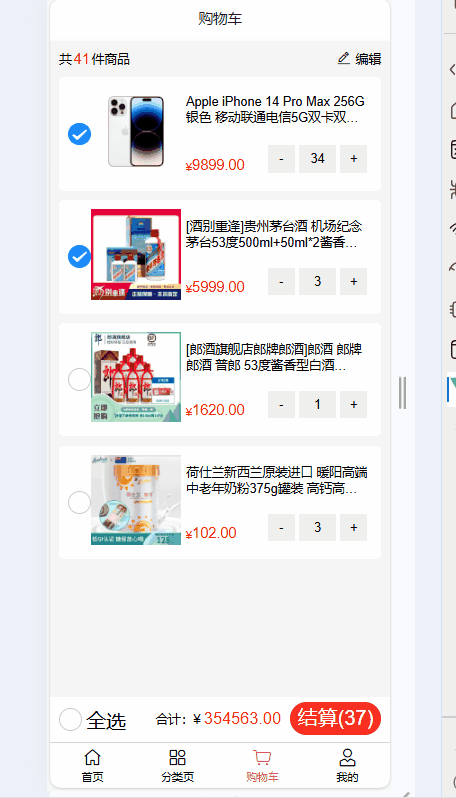 购物车
共41件商品
编辑
Apple iPhone 14 Pro Max 256G
银色 移动联通电信5G双卡双...
¥9899.00
- 34 +
[酒别重逢]贵州茅台酒 机场纪念
茅台53度500ml+50ml*2酱香...
¥5999.00
- 3 +
[郎酒旗舰店郎牌郎酒]郎酒 郎牌
郎酒 普郎 53度酱香型白酒...
¥1620.00
- 1 +
立即
抢购
荷仕兰新西兰原装进口 暖阳高端
中老年奶粉375g罐装 高钙高...
¥102.00
- 3 +
全选
合计：¥ 354563.00
结算(37)
首页
分类页
购物车
我的